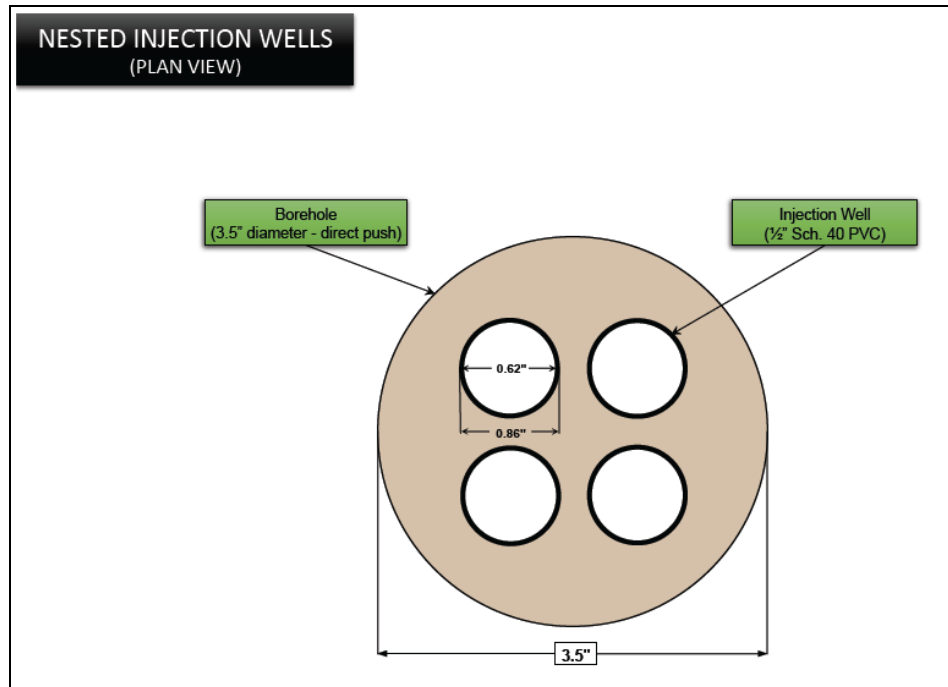 NESTED INJECTION WELLS
(PLAN VIEW)
Borehole
(3.5” diameter - direct push)
Injection Well
(½” Sch. 40 PVC)
0.62"
0.86"
3.5"